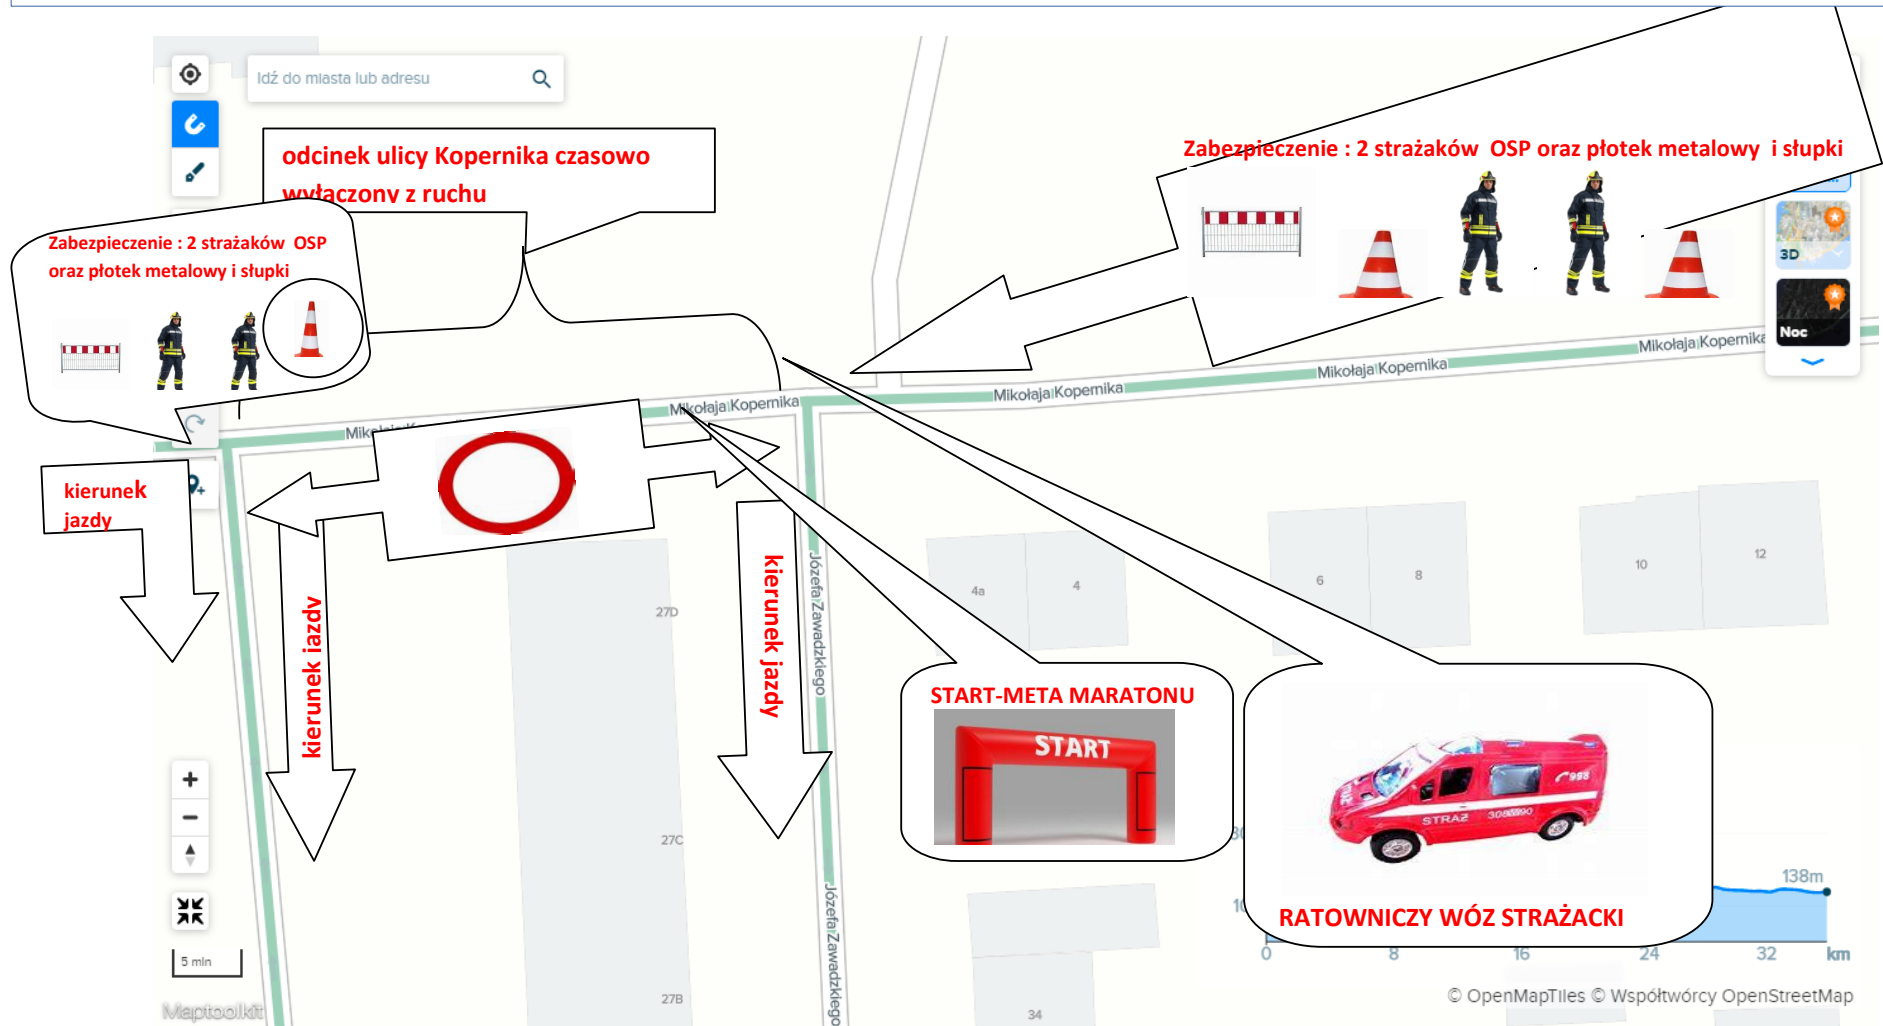 Idź do miasta lub adresu
odcinek ulicy Kopernika czasowo
wyłączony z ruchu
Zabezpieczenie : 2 strażaków OSP oraz płotek metalowy i słupki
Zabezpieczenie : 2 strażaków OSP
oraz płotek metalowy i słupki
3D
Noc
Mikołaja Kopernika
Mikołaja Kopernika
Mikołaja Kopernika
Mikołaja Kopernika
kierunek
jazdy
kierunek jazdy
kierunek jazdy
Józefa Zawadzkiego
Józefa Zawadzkiego
27D
27C
27B
4a
4
6
8
10
12
34
START-META MARATONU
START
998
STRAŻ
RATOWNICZY WÓZ STRAŻACKI
138m
0
8
16
24
32
km
5 min
Maptoolkit
© OpenMapTiles © Współtwórcy OpenStreetMap